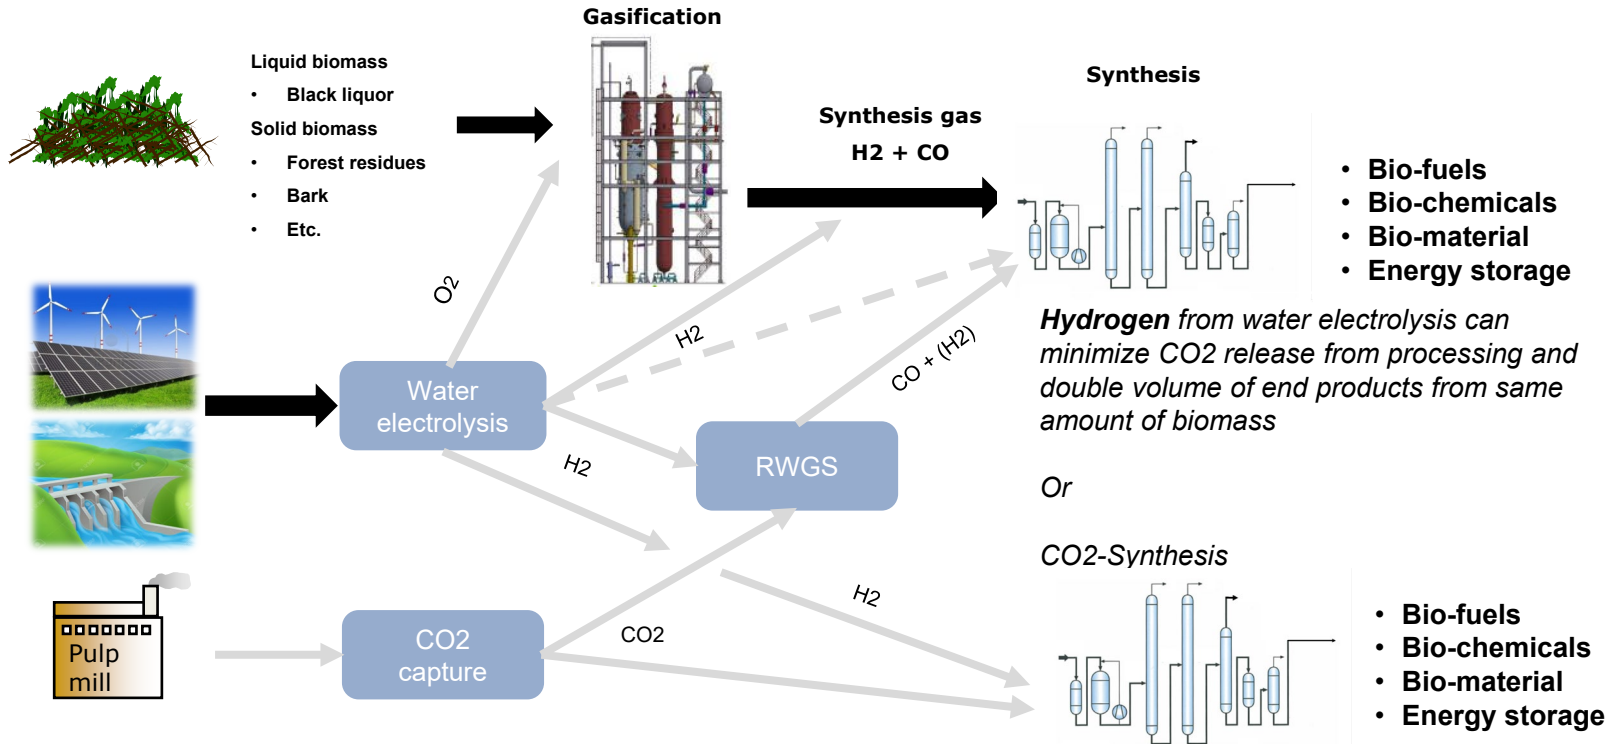 Gasification
Liquid biomass
• Black liquor
Solid biomass
• Forest residues
• Bark
• Etc.
Synthesis gas
H2 + CO
Synthesis
• Bio-fuels
• Bio-chemicals
• Bio-material
• Energy storage
O2
H2
CO + (H2)
Water
electrolysis
H2
RWGS
Hydrogen from water electrolysis can
minimize CO2 release from processing and
double volume of end products from same
amount of biomass
Or
CO2-Synthesis
Pulp
mill
CO2
capture
CO2
H2
• Bio-fuels
• Bio-chemicals
• Bio-material
• Energy storage